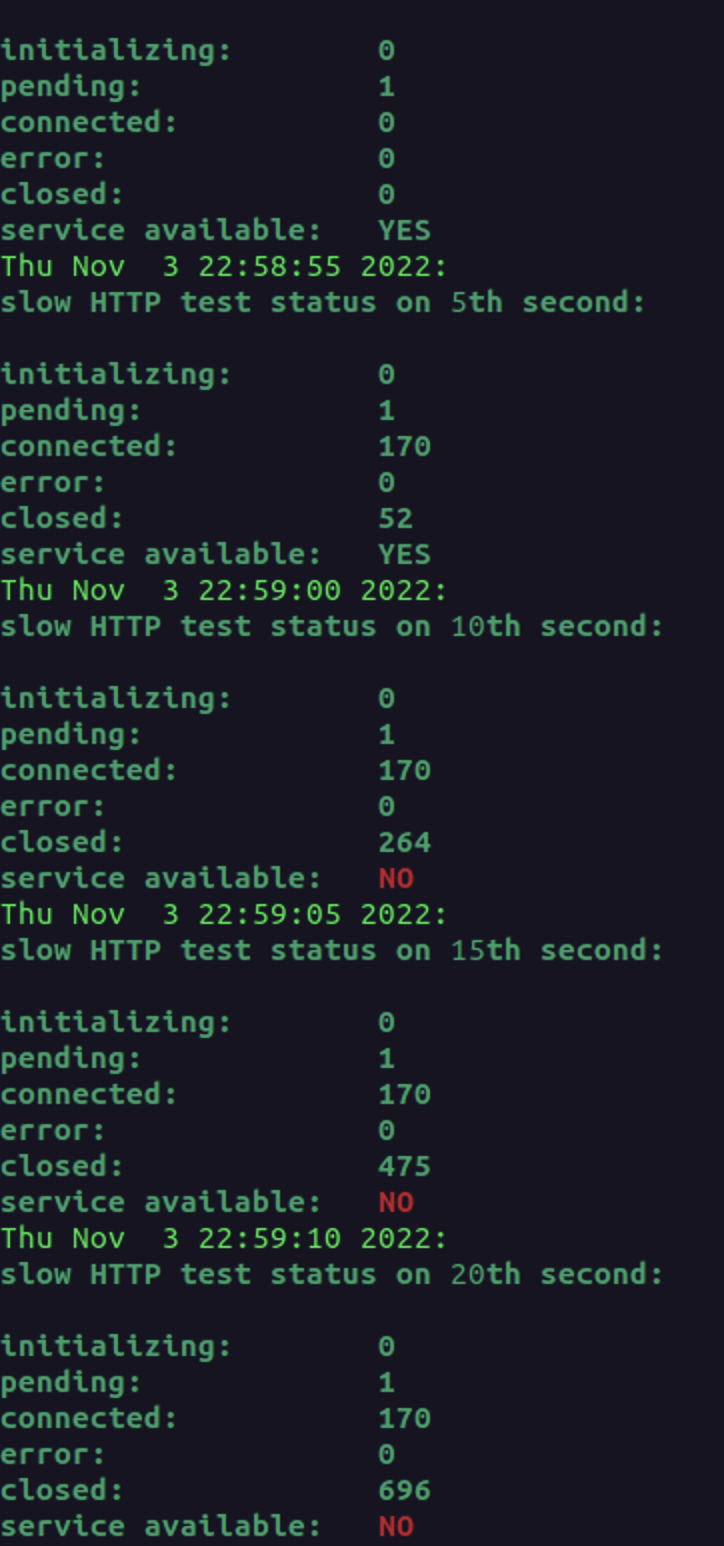 initializing: 0
pending: 1
connected: 0
error: 0
closed: 0
service available: YES
Thu Nov  3 22:58:55 2022:
slow HTTP test status on 5th second:
initializing: 0
pending: 1
connected: 170
error: 0
closed: 52
service available: YES
Thu Nov  3 22:59:00 2022:
slow HTTP test status on 10th second:
initializing: 0
pending: 1
connected: 170
error: 0
closed: 264
service available: NO
Thu Nov  3 22:59:05 2022:
slow HTTP test status on 15th second:
initializing: 0
pending: 1
connected: 170
error: 0
closed: 475
service available: NO
Thu Nov  3 22:59:10 2022:
slow HTTP test status on 20th second:
initializing: 0
pending: 1
connected: 170
error: 0
closed: 696
service available: NO